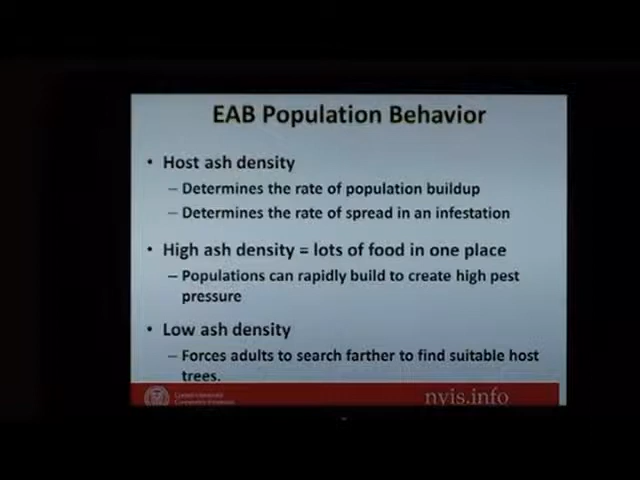 EAB Population Behavior
• Host ash density
– Determines the rate of population buildup
– Determines the rate of spread in an infestation
• High ash density = lots of food in one place
– Populations can rapidly build to create high pest
pressure
• Low ash density
– Forces adults to search farther to find suitable host
trees.
nyis.info